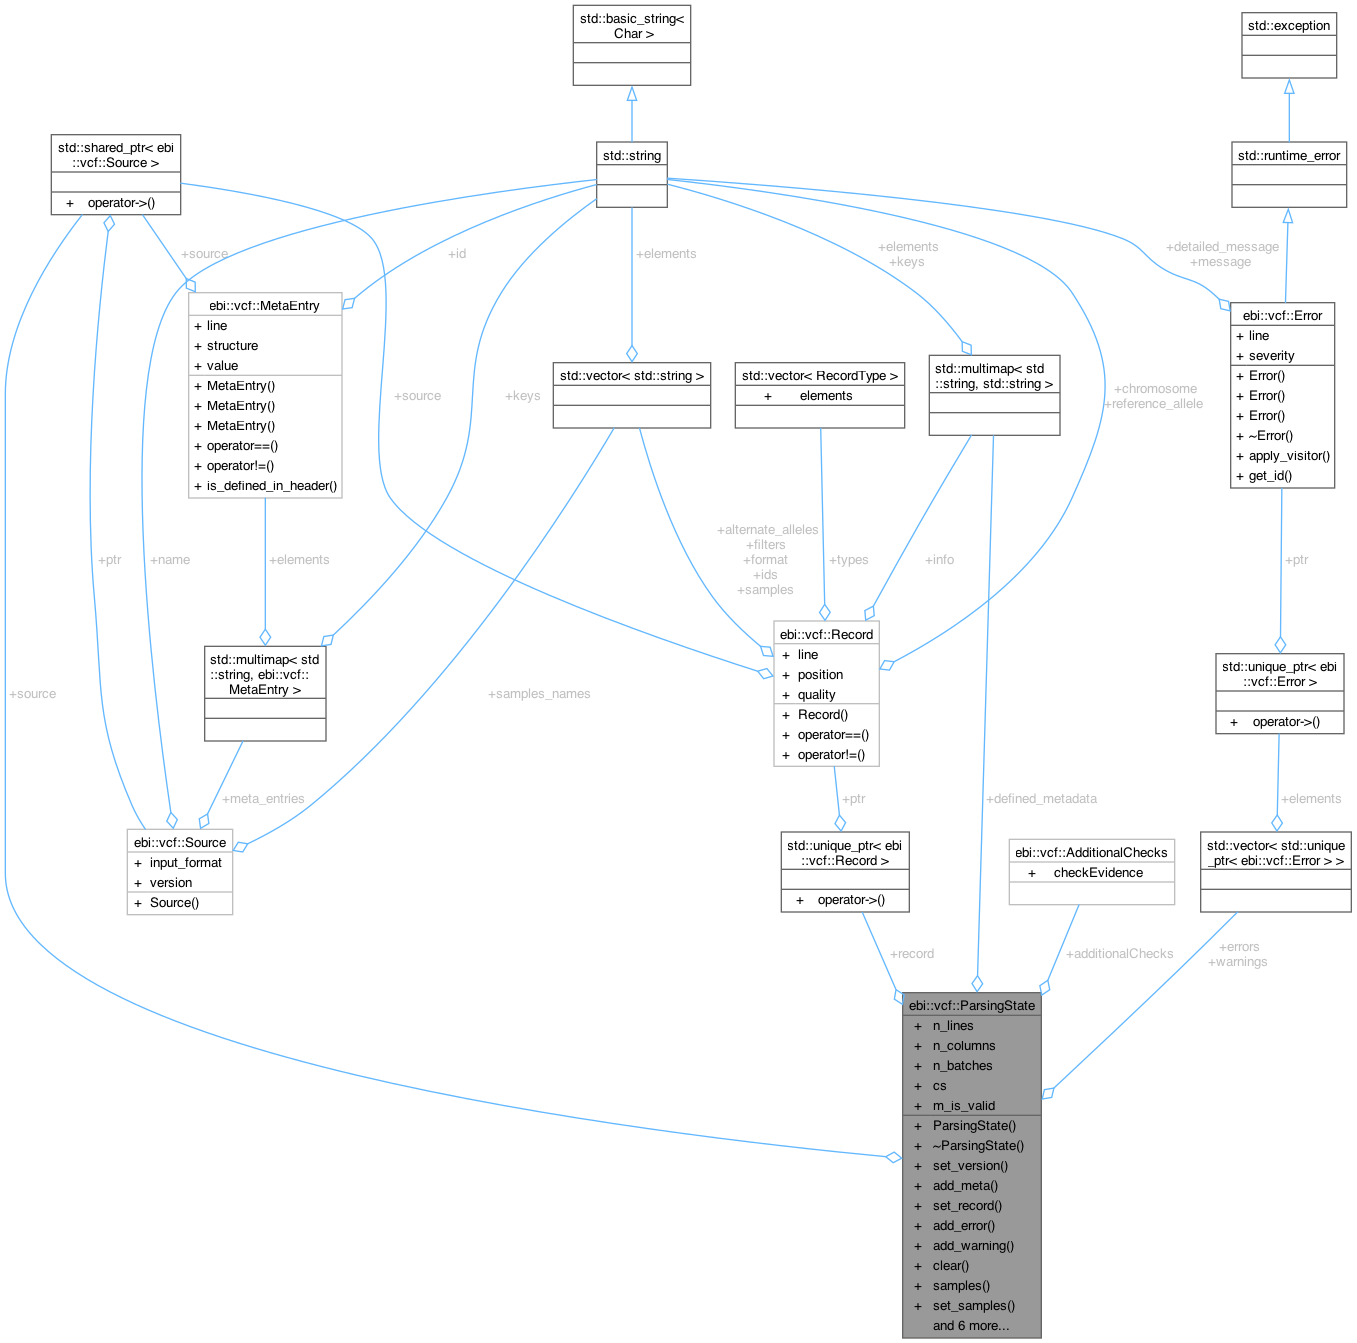 std::basic_string<
Char >
std::exception
std::shared_ptr< ebi
::vcf::Source >
+ operator->()
std::string
std::runtime_error
+source
+id
+elements
+elements
+keys
+detailed_message
+message
ebi::vcf::MetaEntry
+ line
+ structure
+ value
+ MetaEntry()
+ MetaEntry()
+ MetaEntry()
+ operator==()
+ operator!=()
+ is_defined_in_header()
ebi::vcf::Error
+ line
+ severity
+ Error()
+ Error()
+ Error()
+ ~Error()
+ apply_visitor()
+ get_id()
std::vector< std::string >
std::vector< RecordType >
+ elements
std::multimap< std
::string, std::string >
+source
+keys
+chromosome
+reference_allele
+ptr
+name
+elements
+alternate_alleles
+filters
+format
+ids
+samples
+types
+info
+ptr
ebi::vcf::Record
+ line
+ position
+ quality
+ Record()
+ operator==()
+ operator!=()
std::multimap< std
::string, ebi::vcf::
MetaEntry >
std::unique_ptr< ebi
::vcf::Error >
+ operator->()
+source
+samples_names
+meta_entries
+ptr
+defined_metadata
+elements
ebi::vcf::Source
+ input_format
+ version
+ Source()
std::unique_ptr< ebi
::vcf::Record >
+ operator->()
ebi::vcf::AdditionalChecks
+ checkEvidence
std::vector< std::unique
_ptr< ebi::vcf::Error > >
+record
+additionalChecks
+errors
+warnings
ebi::vcf::ParsingState
+ n_lines
+ n_columns
+ n_batches
+ cs
+ m_is_valid
+ ParsingState()
+ ~ParsingState()
+ set_version()
+ add_meta()
+ set_record()
+ add_error()
+ add_warning()
+ clear()
+ samples()
+ set_samples()
and 6 more...